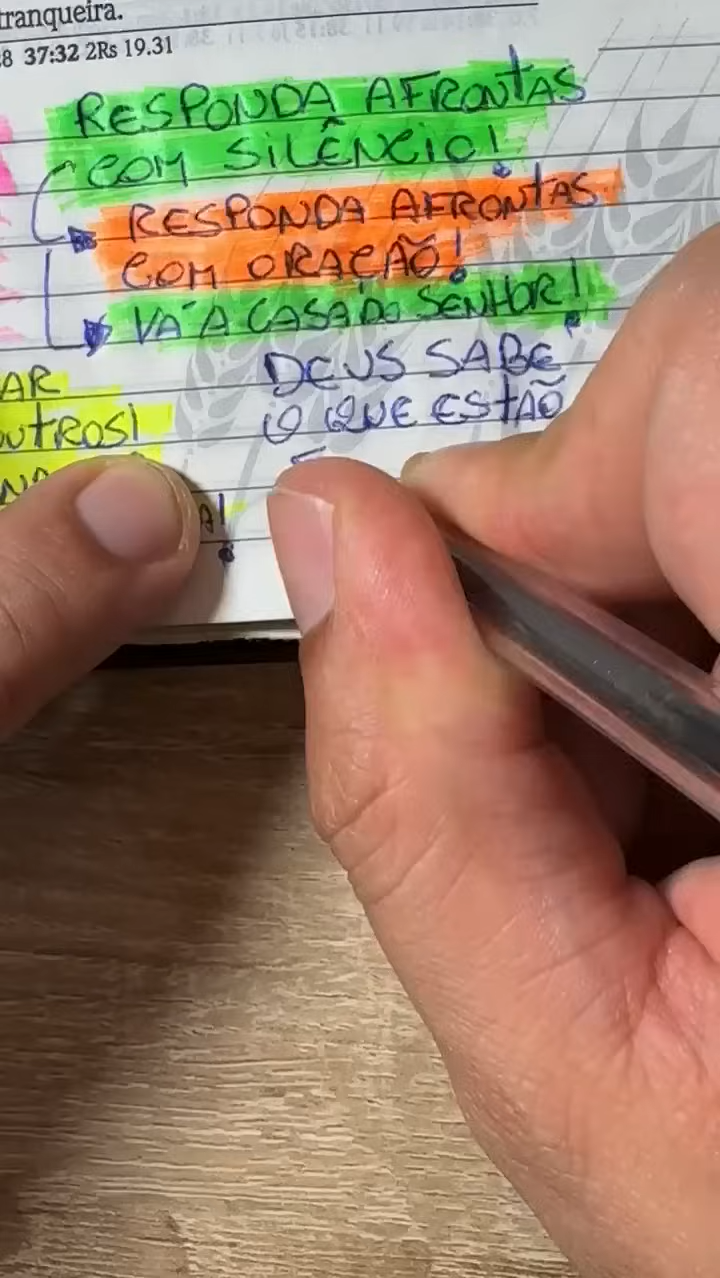 tranqueira.
8 37:32 2Rs 19.31
RESPONDA AFRONTAS
COM SILÊNCIO!
RESPONDA AFRONTAS
COM ORAÇÃO!
VÁ A CASA DO SENHOR!
DEUS SABE
O QUE ESTÃO
AR
OUTROS!
A!